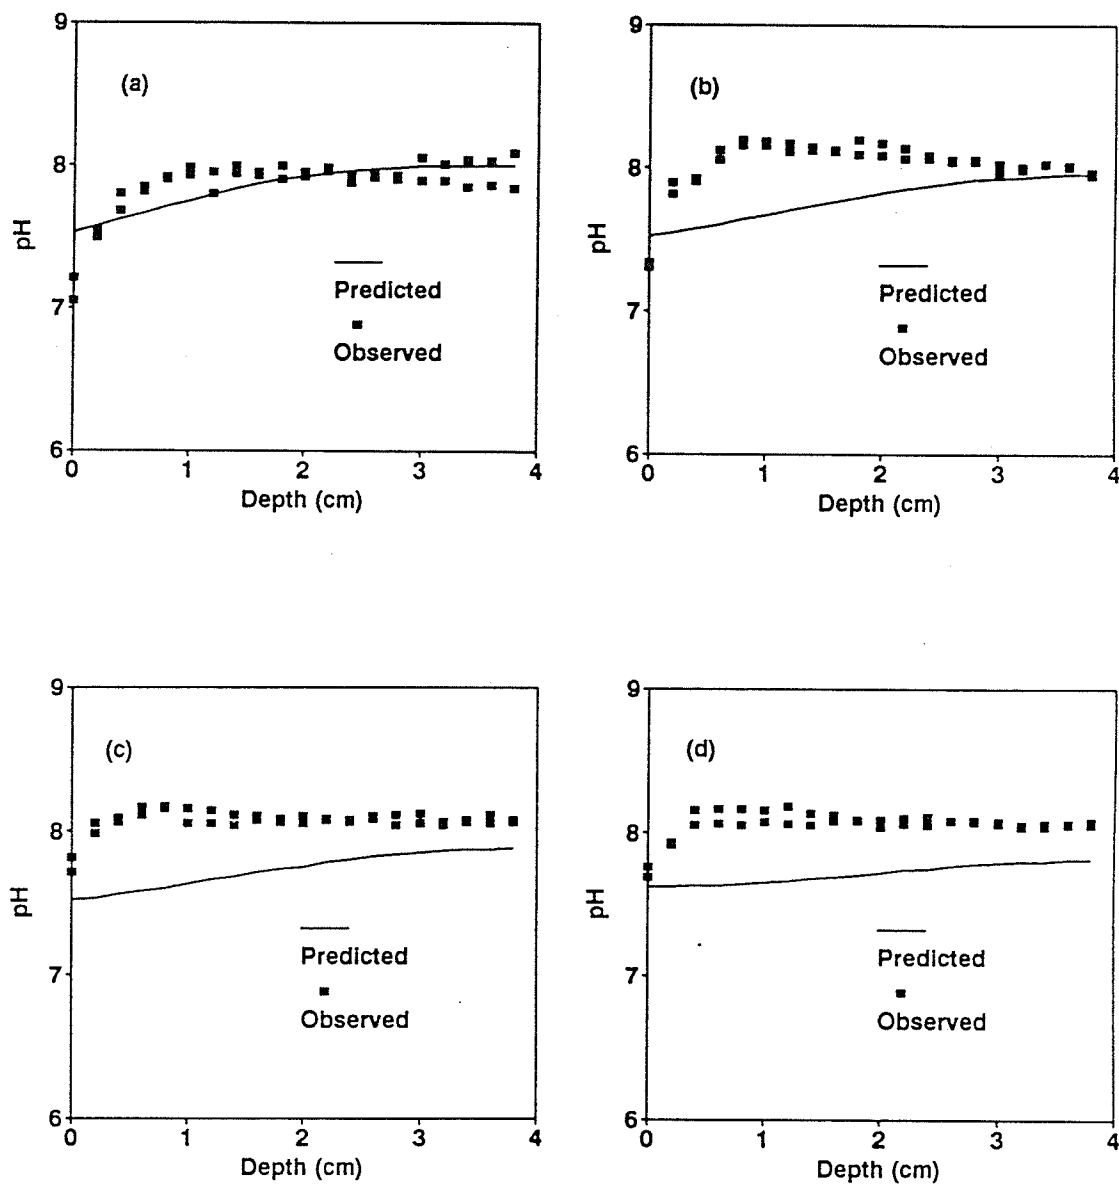 9
(a)
8
pH
7
Predicted
Observed
6
0 1 2 3 4
Depth (cm)
9
(b)
8
pH
7
Predicted
Observed
6
0 1 2 3 4
Depth (cm)
9
(c)
8
pH
7
Predicted
Observed
6
0 1 2 3 4
Depth (cm)
9
(d)
8
pH
7
Predicted
Observed
6
0 1 2 3 4
Depth (cm)